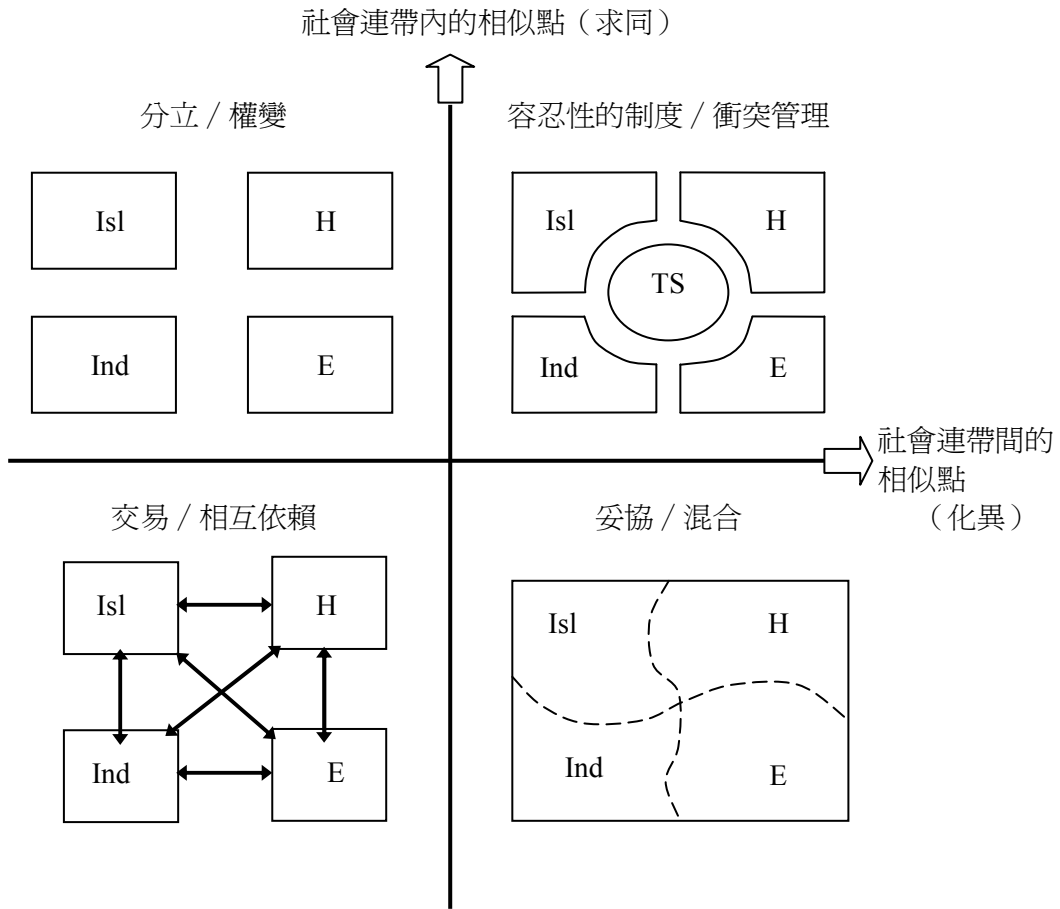 社會連帶內的相似點（求同）
分立 / 權變
容忍性的制度 / 衝突管理
Isl
H
Isl
H
TS
Ind
E
Ind
E
社會連帶間的
相似點
（化異）
交易 / 相互依賴
妥協 / 混合
Isl
H
Isl
H
Ind
E
Ind
E